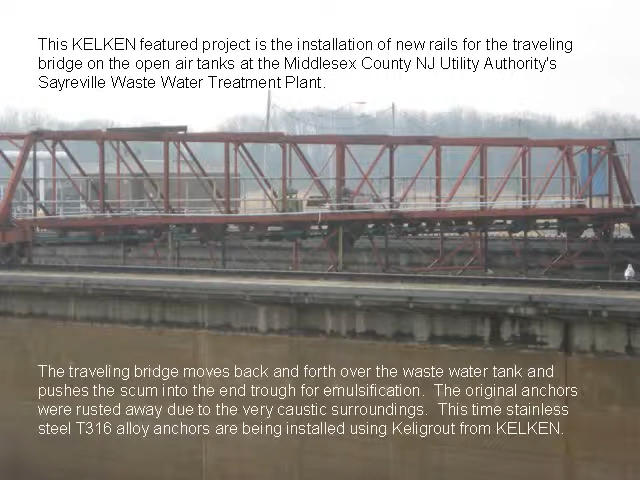 This KELKEN featured project is the installation of new rails for the traveling
bridge on the open air tanks at the Middlesex County NJ Utility Authority's
Sayreville Waste Water Treatment Plant.
The traveling bridge moves back and forth over the waste water tank and
pushes the scum into the end trough for emulsification.  The original anchors
were rusted away due to the very caustic surroundings.  This time stainless
steel T316 alloy anchors are being installed using Keligrout from KELKEN.